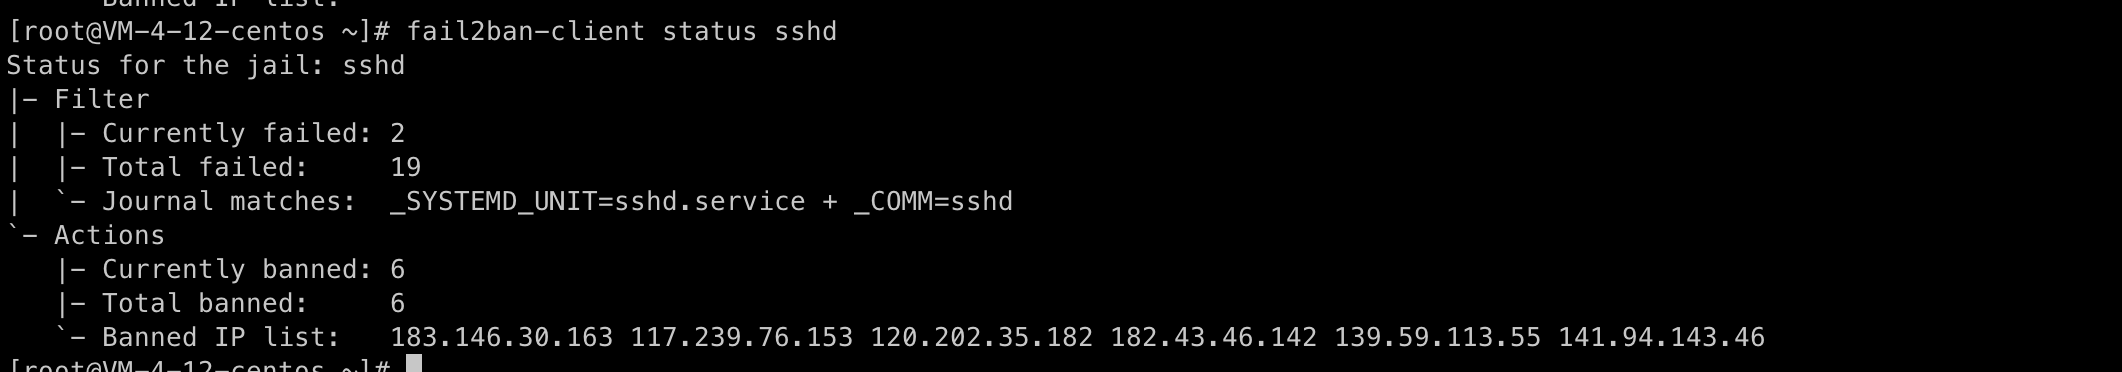 Banned IP list:
[root@VM-4-12-centos ~]# fail2ban-client status sshd
Status for the jail: sshd
|- Filter
|  |- Currently failed: 2
|  |- Total failed:     19
|  `- Journal matches:  _SYSTEMD_UNIT=sshd.service + _COMM=sshd
`- Actions
   |- Currently banned: 6
   |- Total banned:     6
   `- Banned IP list:   183.146.30.163 117.239.76.153 120.202.35.182 182.43.46.142 139.59.113.55 141.94.143.46
[root@VM-4-12-centos ~]#